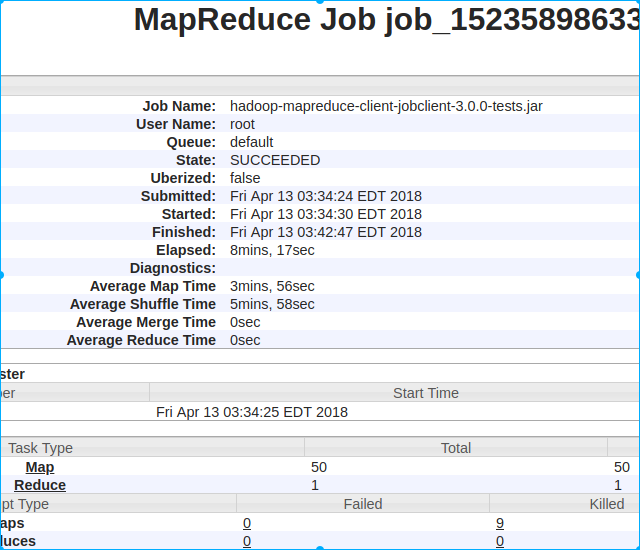 MapReduce Job job_15235898633
Job Name: hadoop-mapreduce-client-jobclient-3.0.0-tests.jar
User Name: root
Queue: default
State: SUCCEEDED
Uberized: false
Submitted: Fri Apr 13 03:34:24 EDT 2018
Started: Fri Apr 13 03:34:30 EDT 2018
Finished: Fri Apr 13 03:42:47 EDT 2018
Elapsed: 8mins, 17sec
Diagnostics:
Average Map Time 3mins, 56sec
Average Shuffle Time 5mins, 58sec
Average Merge Time 0sec
Average Reduce Time 0sec
ster
ber Start Time
Fri Apr 13 03:34:25 EDT 2018
Task Type Total
Map 50 50
Reduce 1 1
pt Type Failed Killed
aps 0 9
uces 0 0